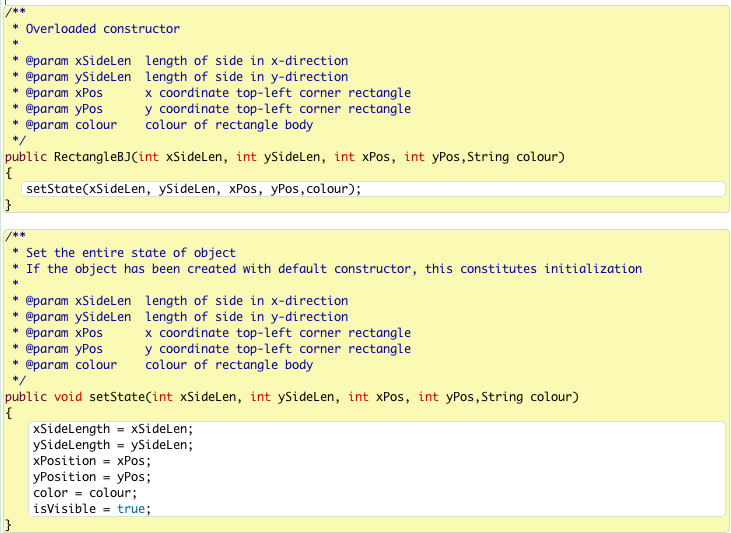 /**
 * Overloaded constructor
 *
 * @param xSideLen  length of side in x-direction
 * @param ySideLen  length of side in y-direction
 * @param xPos      x coordinate top-left corner rectangle
 * @param yPos      y coordinate top-left corner rectangle
 * @param colour    colour of rectangle body
 */
public RectangleBJ(int xSideLen, int ySideLen, int xPos, int yPos,String colour)
{
   setState(xSideLen, ySideLen, xPos, yPos,colour);
}
/**
 * Set the entire state of object
 * If the object has been created with default constructor, this constitutes initialization
 *
 * @param xSideLen  length of side in x-direction
 * @param ySideLen  length of side in y-direction
 * @param xPos      x coordinate top-left corner rectangle
 * @param yPos      y coordinate top-left corner rectangle
 * @param colour    colour of rectangle body
 */
public void setState(int xSideLen, int ySideLen, int xPos, int yPos,String colour)
{
    xSideLength = xSideLen;
    ySideLength = ySideLen;
    xPosition = xPos;
    yPosition = yPos;
    color = colour;
    isVisible = true;
}